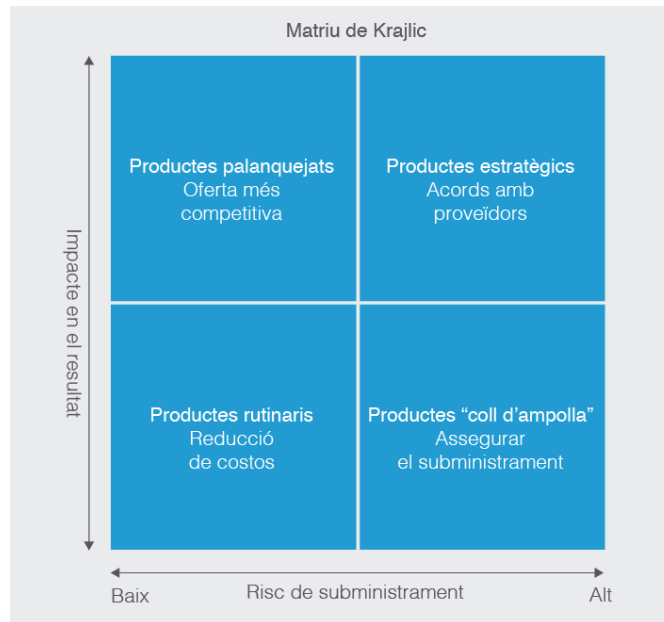 Matriu de Krajlic
Productes palanquejats
Oferta més
competitiva
Productes estratègics
Acords amb
proveïdors
Impacte en el resultat
Productes rutinaris
Reducció
de costos
Productes “coll d’ampolla”
Assegurar
el subministrament
Baix
Risc de subministrament
Alt